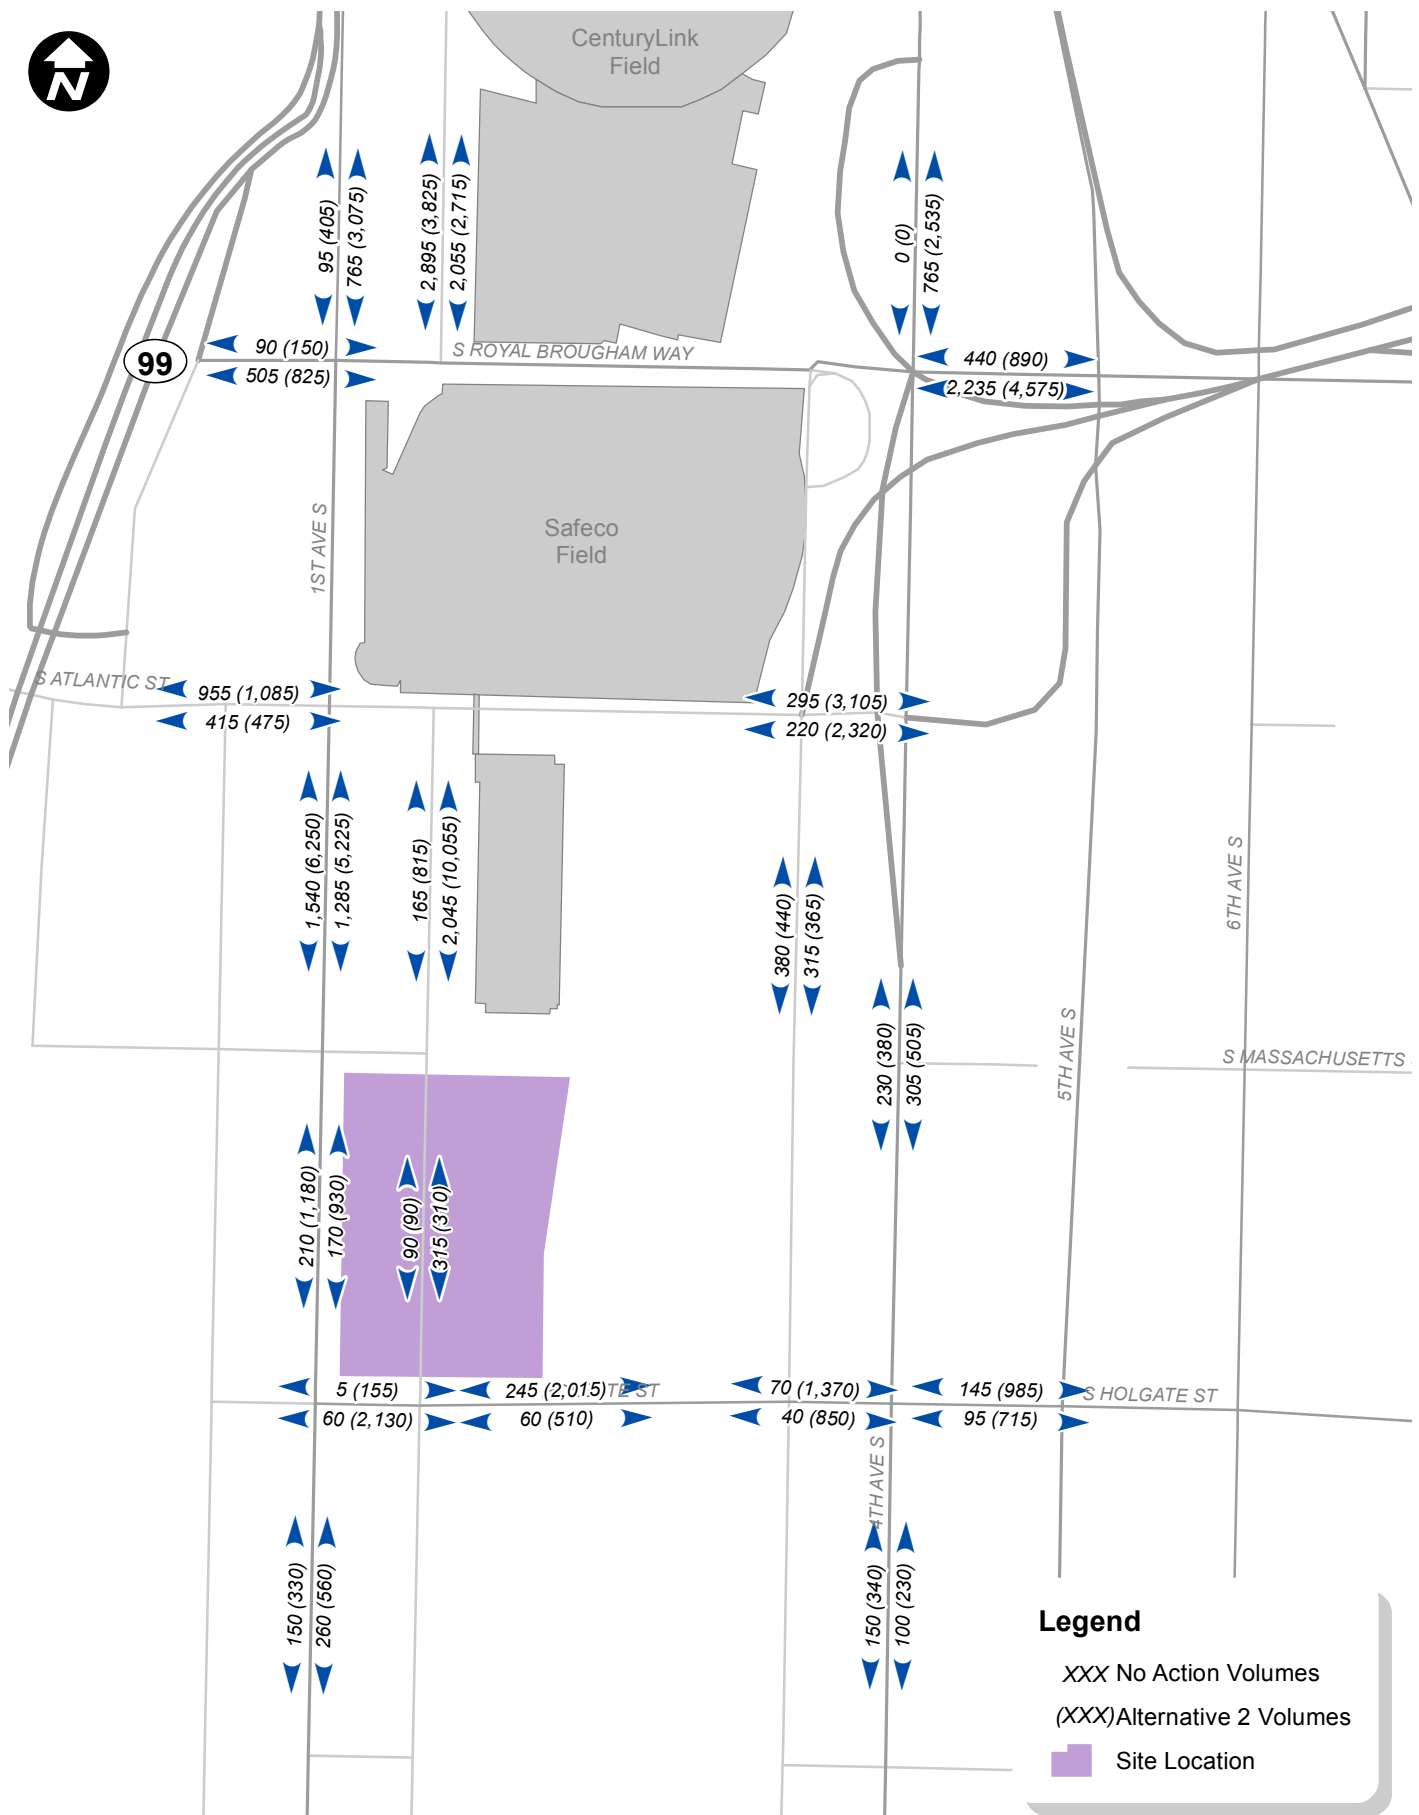 N
CenturyLink
Field
95 (405)
765 (3,075)
2,895 (3,825)
2,055 (2,715)
0 (0)
765 (2,535)
99
90 (150)
505 (825)
S ROYAL BROUGHAM WAY
440 (890)
2,235 (4,575)
1ST AVE S
Safeco
Field
S ATLANTIC ST
955 (1,085)
415 (475)
295 (3,105)
220 (2,320)
1,540 (6,250)
1,285 (5,225)
165 (815)
2,045 (10,055)
380 (440)
315 (365)
6TH AVE S
230 (380)
305 (505)
5TH AVE S
S MASSACHUSETTS
210 (1,180)
170 (930)
90 (90)
315 (310)
5 (155)
60 (2,130)
245 (2,015)
TE ST
60 (510)
70 (1,370)
40 (850)
145 (985)
95 (715)
S HOLGATE ST
4TH AVE S
150 (330)
260 (560)
150 (340)
100 (230)
Legend
XXX No Action Volumes
(XXX) Alternative 2 Volumes
Site Location